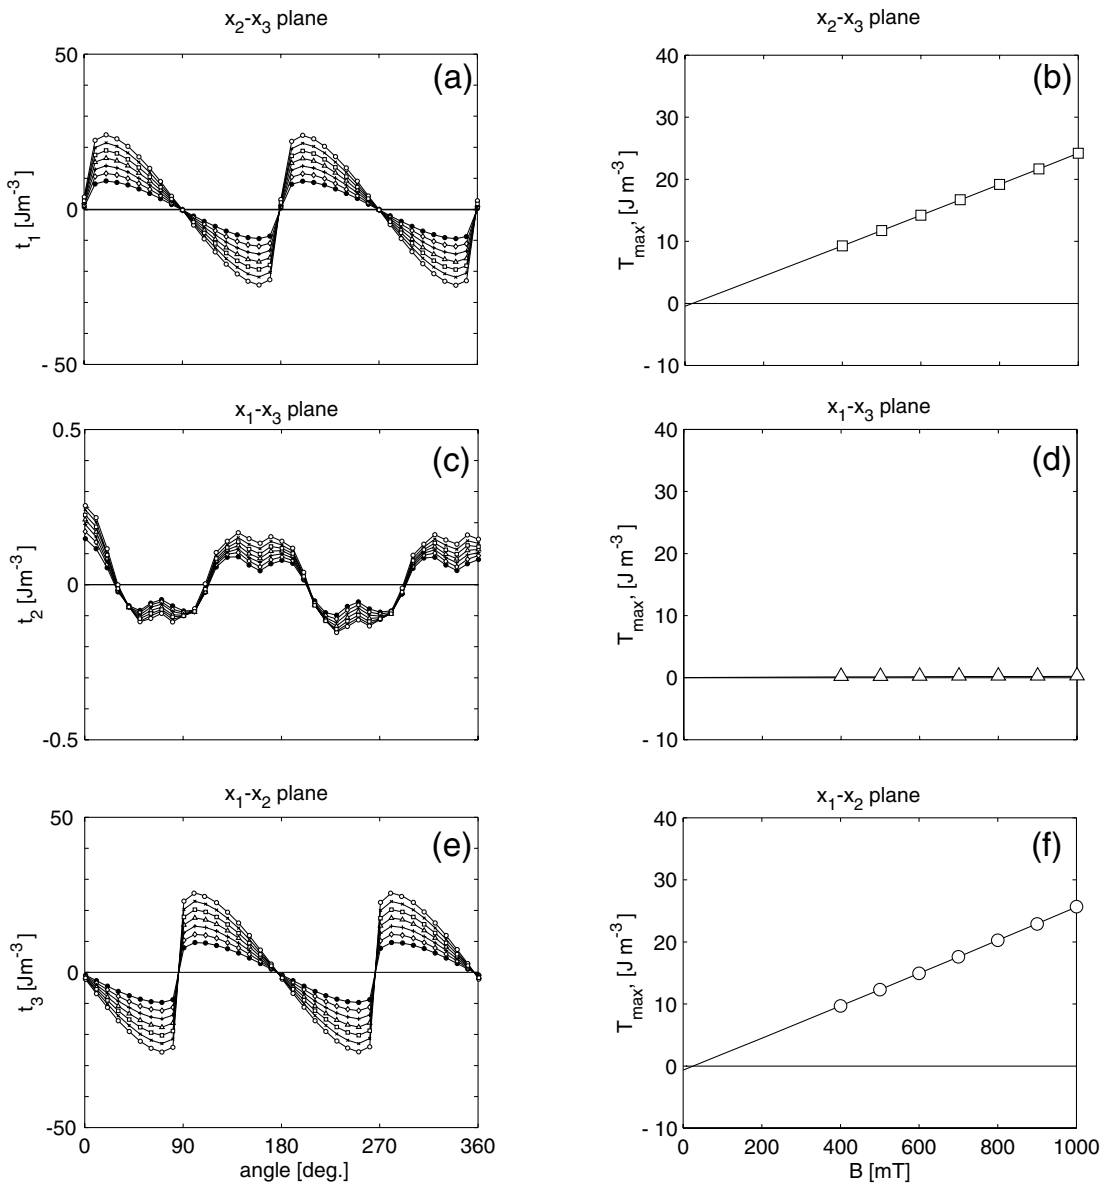 x2-x3 plane
x2-x3 plane
(a)
50
0
- 50
t1 [Jm-3]
(b)
40
30
20
10
0
- 10
Tmax, [J m-3]
x1-x3 plane
x1-x3 plane
(c)
0.5
0
-0.5
t2 [Jm-3]
(d)
40
30
20
10
0
- 10
Tmax, [J m-3]
x1-x2 plane
x1-x2 plane
(e)
50
0
-50
t3 [Jm-3]
0 90 180 270 360
angle [deg.]
(f)
40
30
20
10
0
- 10
Tmax, [J m-3]
0 200 400 600 800 1000
B [mT]